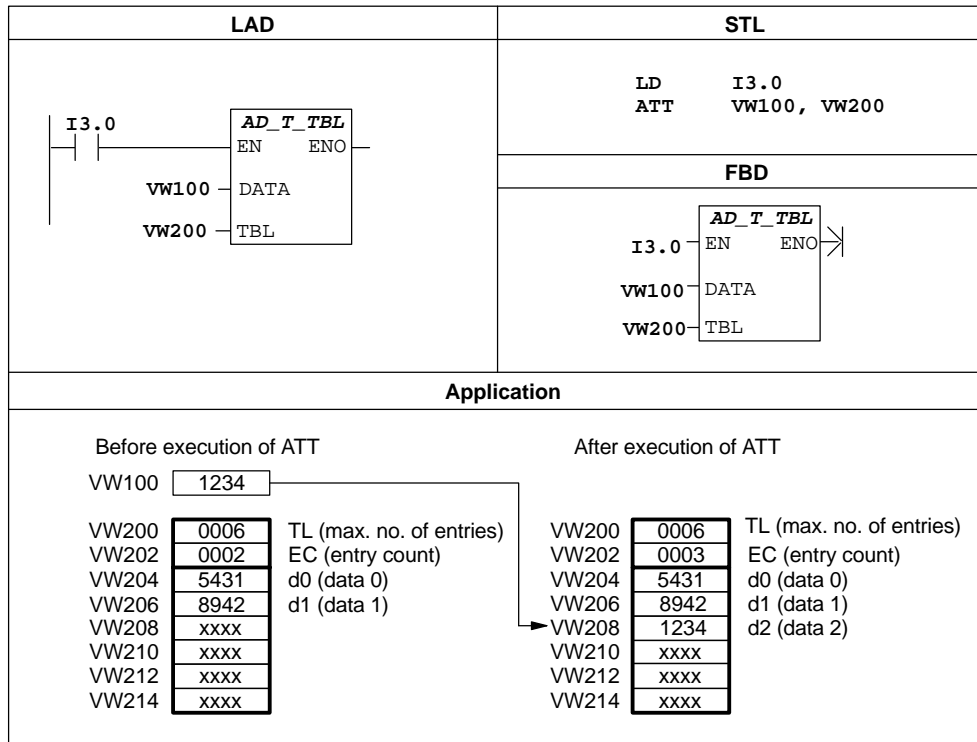 LAD
I3.0
AD_T_TBL
EN ENO
VW100 DATA
VW200 TBL
STL
LD I3.0
ATT VW100, VW200
FBD
AD_T_TBL
I3.0 EN ENO
VW100 DATA
VW200 TBL
Application
Before execution of ATT
VW100 1234
VW200 0006 TL (max. no. of entries)
VW202 0002 EC (entry count)
VW204 5431 d0 (data 0)
VW206 8942 d1 (data 1)
VW208 xxxx
VW210 xxxx
VW212 xxxx
VW214 xxxx
After execution of ATT
VW200 0006 TL (max. no. of entries)
VW202 0003 EC (entry count)
VW204 5431 d0 (data 0)
VW206 8942 d1 (data 1)
VW208 1234 d2 (data 2)
VW210 xxxx
VW212 xxxx
VW214 xxxx